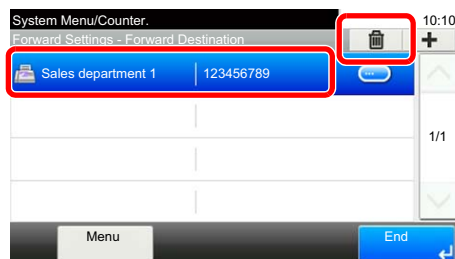 System Menu/Counter.
10:10
Forward Settings - Forward Destination
Sales department 1
123456789
1/1
Menu
End